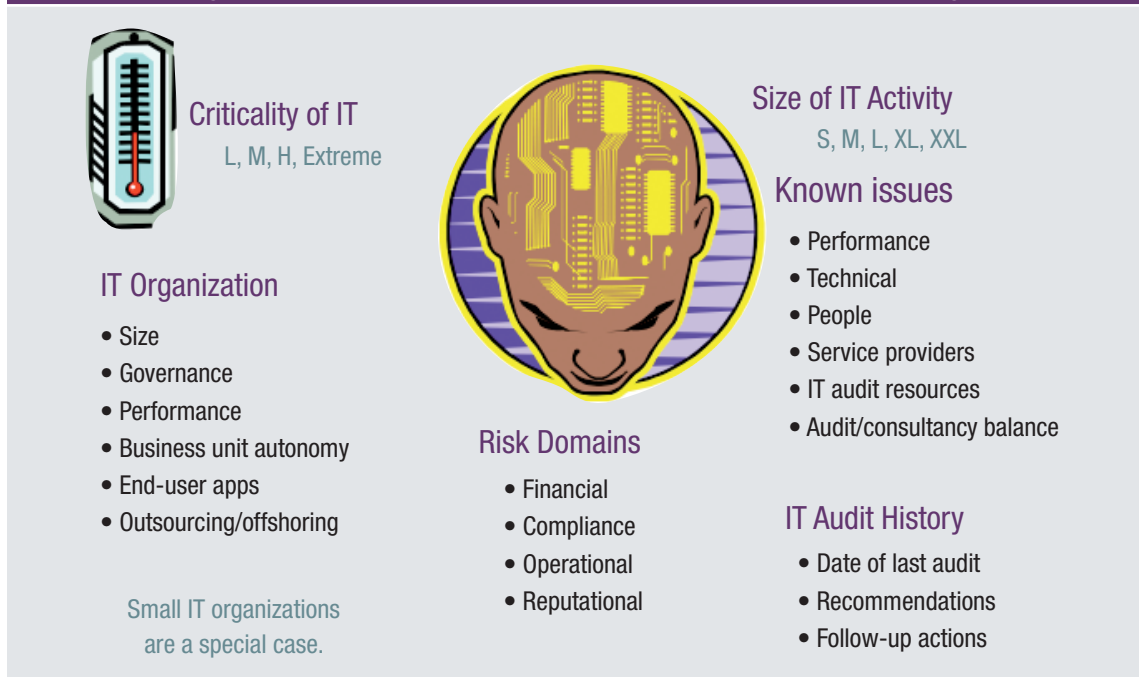 Criticality of IT
L, M, H, Extreme
IT Organization
• Size
• Governance
• Performance
• Business unit autonomy
• End-user apps
• Outsourcing/offshoring
Small IT organizations
are a special case.
Risk Domains
• Financial
• Compliance
• Operational
• Reputational
Size of IT Activity
S, M, L, XL, XXL
Known issues
• Performance
• Technical
• People
• Service providers
• IT audit resources
• Audit/consultancy balance
IT Audit History
• Date of last audit
• Recommendations
• Follow-up actions